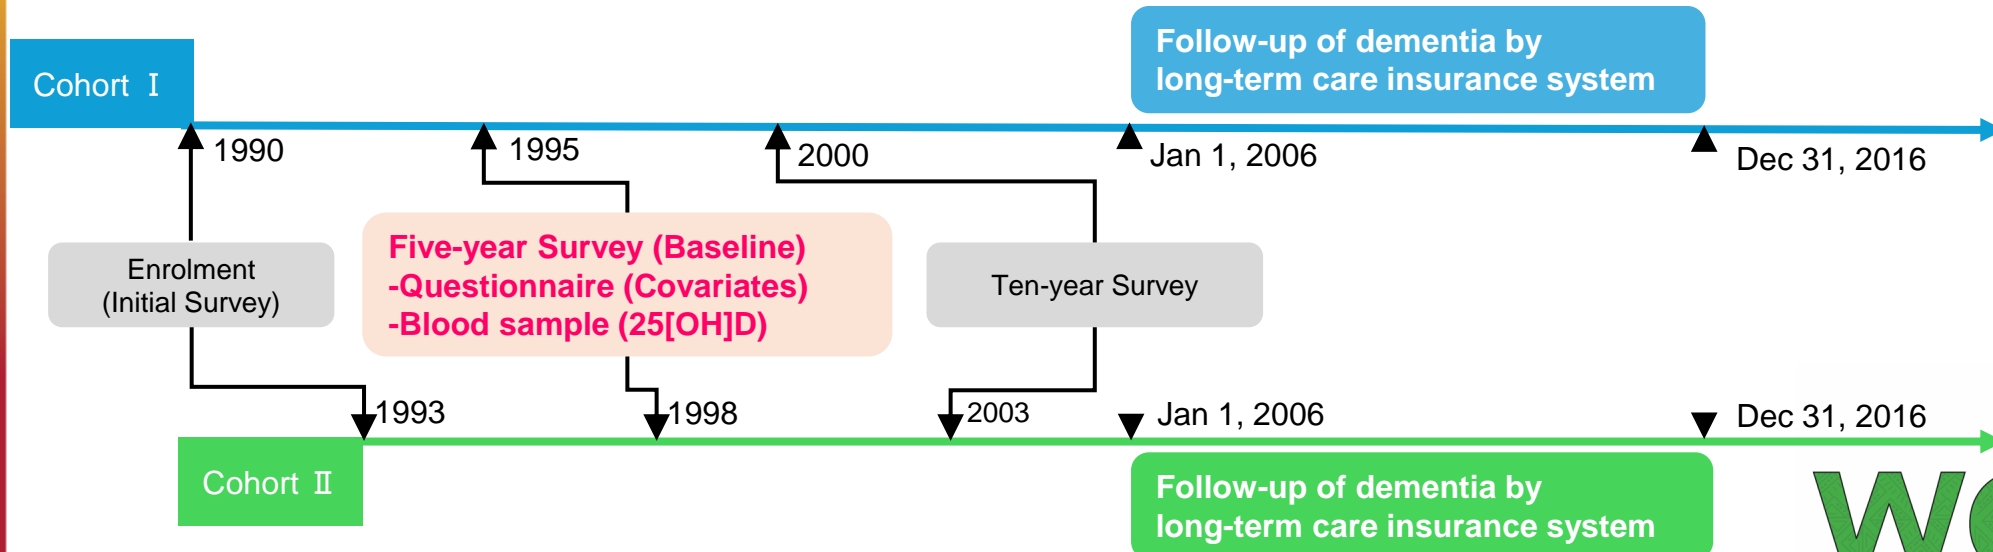 Follow-up of dementia by
long-term care insurance system
Cohort Ⅰ
1990
1995
2000
Jan 1, 2006
Dec 31, 2016
Enrolment
(Initial Survey)
Five-year Survey (Baseline)
-Questionnaire (Covariates)
-Blood sample (25[OH]D)
Ten-year Survey
1993
1998
2003
Jan 1, 2006
Dec 31, 2016
Cohort Ⅱ
Follow-up of dementia by
long-term care insurance system